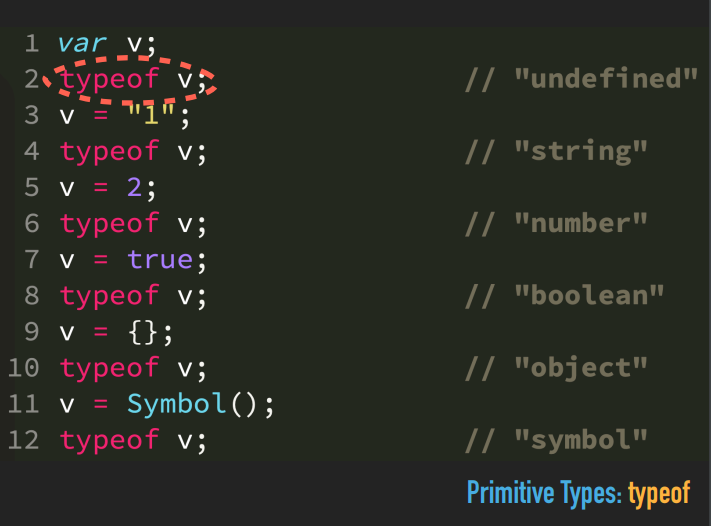 1 var v;
2 typeof v; // "undefined"
3 v = "1";
4 typeof v; // "string"
5 v = 2;
6 typeof v; // "number"
7 v = true;
8 typeof v; // "boolean"
9 v = {};
10 typeof v; // "object"
11 v = Symbol();
12 typeof v; // "symbol"
Primitive Types: typeof